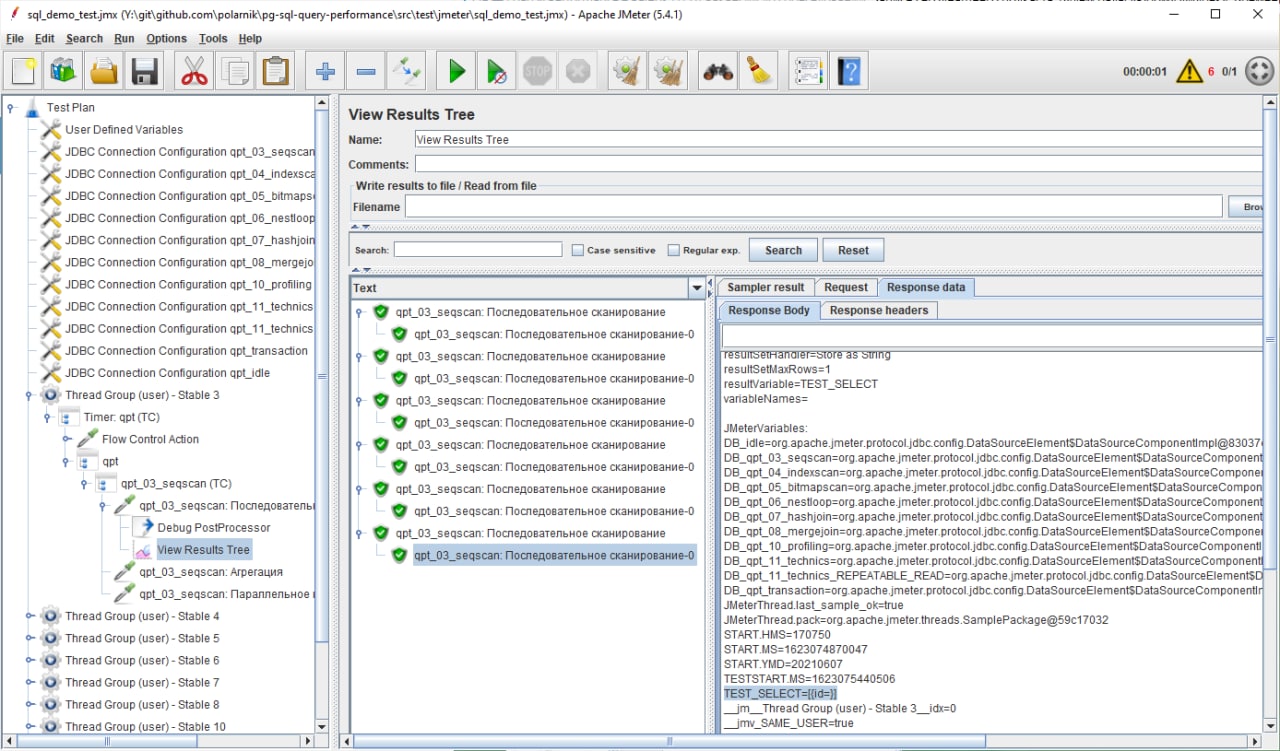 sql_demo_test.jmx (Y:\git\github.com\polarnik\pg-sql-query-performance\src\test\jmeter\sql_demo_test.jmx) - Apache JMeter (5.4.1)
File Edit Search Run Options Tools Help
STOP
00:00:01 6 0/1
Test Plan
User Defined Variables
JDBC Connection Configuration qpt_03_seqscan
JDBC Connection Configuration qpt_04_indexsca
JDBC Connection Configuration qpt_05_bitmaps
JDBC Connection Configuration qpt_06_nestloop
JDBC Connection Configuration qpt_07_hashjoin
JDBC Connection Configuration qpt_08_mergejo
JDBC Connection Configuration qpt_10_profiling
JDBC Connection Configuration qpt_11_technics
JDBC Connection Configuration qpt_11_technics
JDBC Connection Configuration qpt_transaction
JDBC Connection Configuration qpt_idle
Thread Group (user) - Stable 3
Timer: qpt (TC)
Flow Control Action
qpt
qpt_03_seqscan (TC)
qpt_03_seqscan: Последователь
Debug PostProcessor
View Results Tree
qpt_03_seqscan: Агрегация
qpt_03_seqscan: Параллельное
Thread Group (user) - Stable 4
Thread Group (user) - Stable 5
Thread Group (user) - Stable 6
Thread Group (user) - Stable 7
Thread Group (user) - Stable 8
Thread Group (user) - Stable 10
View Results Tree
Name: View Results Tree
Comments:
Write results to file / Read from file
Filename Brow
Search: Case sensitive Regular exp. Search Reset
Text
qpt_03_seqscan: Последовательное сканирование
qpt_03_seqscan: Последовательное сканирование-0
qpt_03_seqscan: Последовательное сканирование
qpt_03_seqscan: Последовательное сканирование-0
qpt_03_seqscan: Последовательное сканирование
qpt_03_seqscan: Последовательное сканирование-0
qpt_03_seqscan: Последовательное сканирование
qpt_03_seqscan: Последовательное сканирование-0
qpt_03_seqscan: Последовательное сканирование
qpt_03_seqscan: Последовательное сканирование-0
qpt_03_seqscan: Последовательное сканирование
qpt_03_seqscan: Последовательное сканирование-0
Sampler result Request Response data
Response Body Response headers
resultSetHandler=Store as String
resultSetMaxRows=1
resultVariable=TEST_SELECT
variableNames=
JMeterVariables:
DB_idle=org.apache.jmeter.protocol.jdbc.config.DataSourceElement$DataSourceComponentImpl@83037
DB_qpt_03_seqscan=org.apache.jmeter.protocol.jdbc.config.DataSourceElement$DataSourceComponent
DB_qpt_04_indexscan=org.apache.jmeter.protocol.jdbc.config.DataSourceElement$DataSourceCompone
DB_qpt_05_bitmapscan=org.apache.jmeter.protocol.jdbc.config.DataSourceElement$DataSourceCompon
DB_qpt_06_nestloop=org.apache.jmeter.protocol.jdbc.config.DataSourceElement$DataSourceComponen
DB_qpt_07_hashjoin=org.apache.jmeter.protocol.jdbc.config.DataSourceElement$DataSourceComponent
DB_qpt_08_mergejoin=org.apache.jmeter.protocol.jdbc.config.DataSourceElement$DataSourceComponen
DB_qpt_10_profiling=org.apache.jmeter.protocol.jdbc.config.DataSourceElement$DataSourceComponentI
DB_qpt_11_technics=org.apache.jmeter.protocol.jdbc.config.DataSourceElement$DataSourceComponent
DB_qpt_11_technics_REPEATABLE_READ=org.apache.jmeter.protocol.jdbc.config.DataSourceElement$D
DB_qpt_transaction=org.apache.jmeter.protocol.jdbc.config.DataSourceElement$DataSourceComponentIn
JMeterThread.last_sample_ok=true
JMeterThread.pack=org.apache.jmeter.threads.SamplePackage@59c17032
START.HMS=170750
START.MS=1623074870047
START.YMD=20210607
TESTSTART.MS=1623075440506
TEST_SELECT=[{id=}]
__jm__Thread Group (user) - Stable 3__idx=0
__jmv_SAME_USER=true